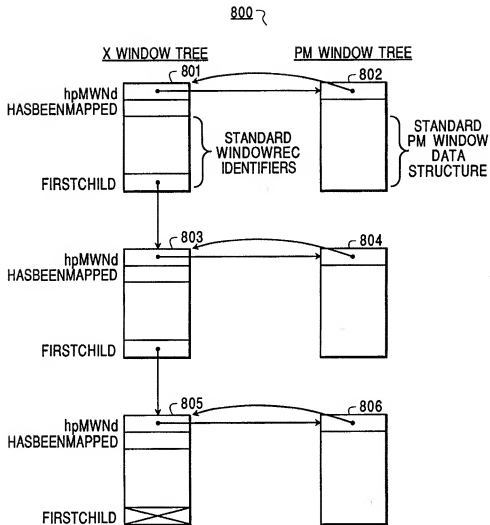 800
X WINDOW TREE PM WINDOW TREE
801 802
hpMWNd
HASBEENMAPPED
STANDARD
WINDOWREC
IDENTIFIERS
STANDARD
PM WINDOW
DATA
STRUCTURE
FIRSTCHILD
803 804
hpMWNd
HASBEENMAPPED
FIRSTCHILD
805 806
hpMWNd
HASBEENMAPPED
FIRSTCHILD